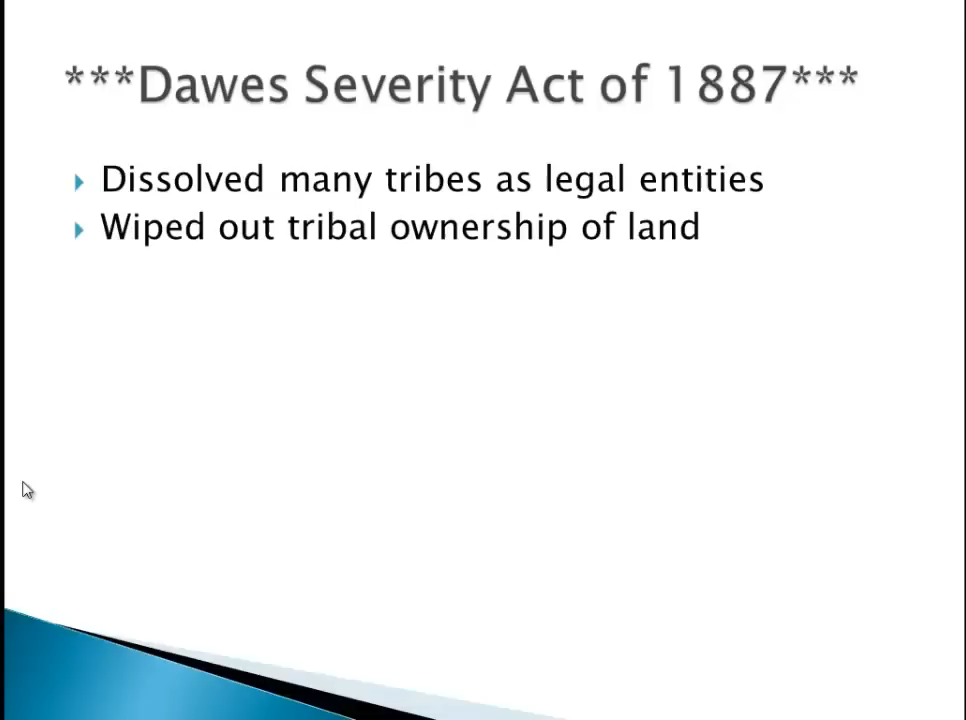 ***Dawes Severity Act of 1887***
Dissolved many tribes as legal entities
Wiped out tribal ownership of land